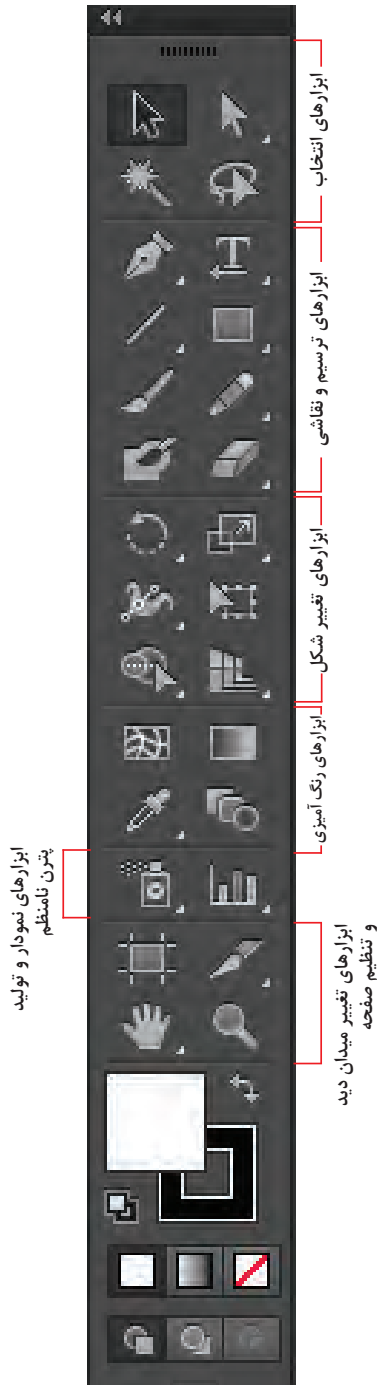 ابزارهای انتخاب
ابزارهای ترسیم و نقاشی
ابزارهای تغییر شکل
ابزارهای رنگ آمیزی
ابزارهای نمودار و تولید
پترن نامنظم
ابزارهای تغییر میدان دید
و تنظیم صفحه